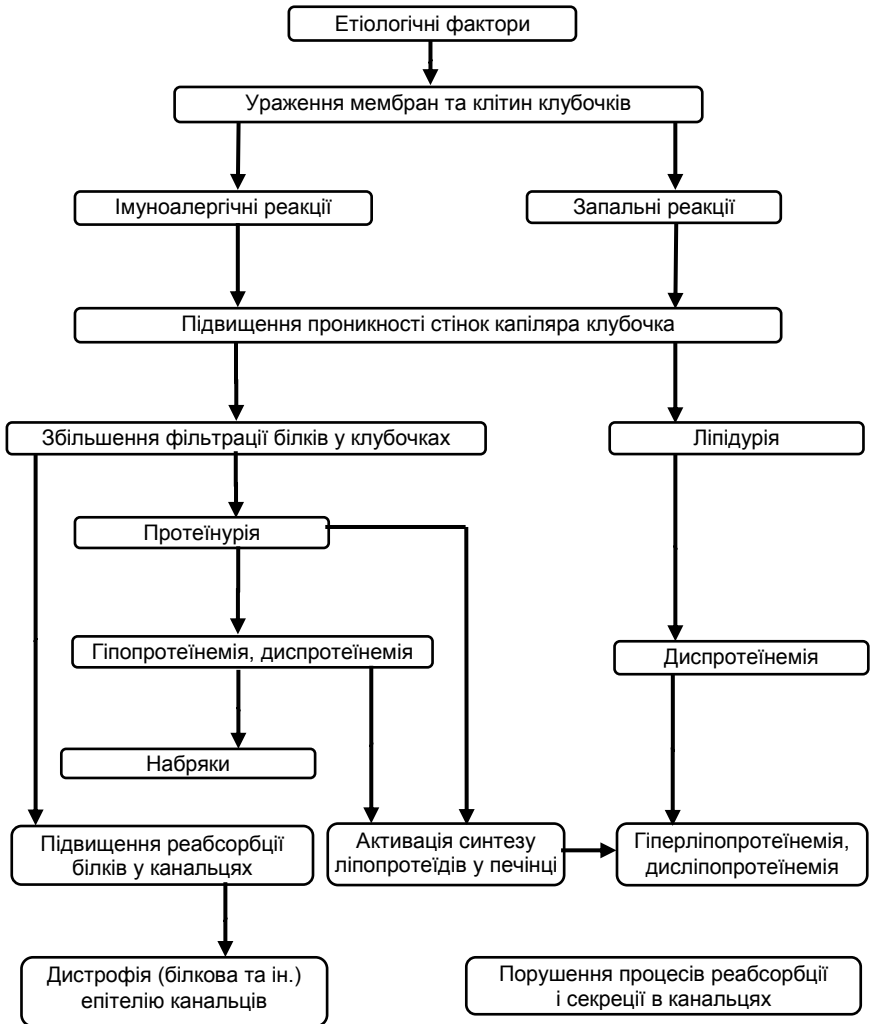 Етіологічні фактори
Ураження мембран та клітин клубочків
Імуноалергічні реакції
Запальні реакції
Підвищення проникності стінок капіляра клубочка
Збільшення фільтрації білків у клубочках
Ліпідурія
Протеїнурія
Гіпопротеїнемія, диспротеїнемія
Диспротеїнемія
Набряки
Підвищення реабсорбції
білків у канальцях
Активація синтезу
ліпопротеїдів у печінці
Гіперліпопротеїнемія,
дисліпопротеїнемія
Дистрофія (білкова та ін.)
епітелію канальців
Порушення процесів реабсорбції
і секреції в канальцях